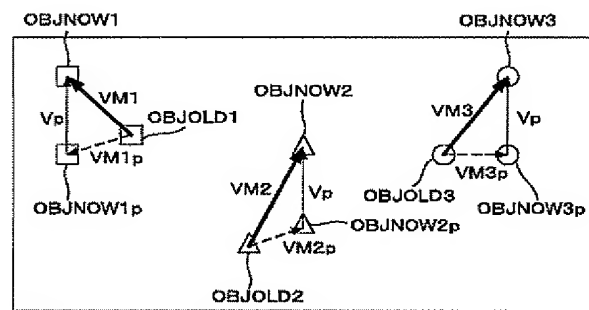 OBJNOW1
OBJNOW3
OBJNOW2
VM1
Vp
OBJOLD1
VM1p
OBJNOW1p
VM2
Vp
OBJNOW2p
VM2p
OBJOLD2
VM3
Vp
VM3p
OBJOLD3
OBJNOW3p